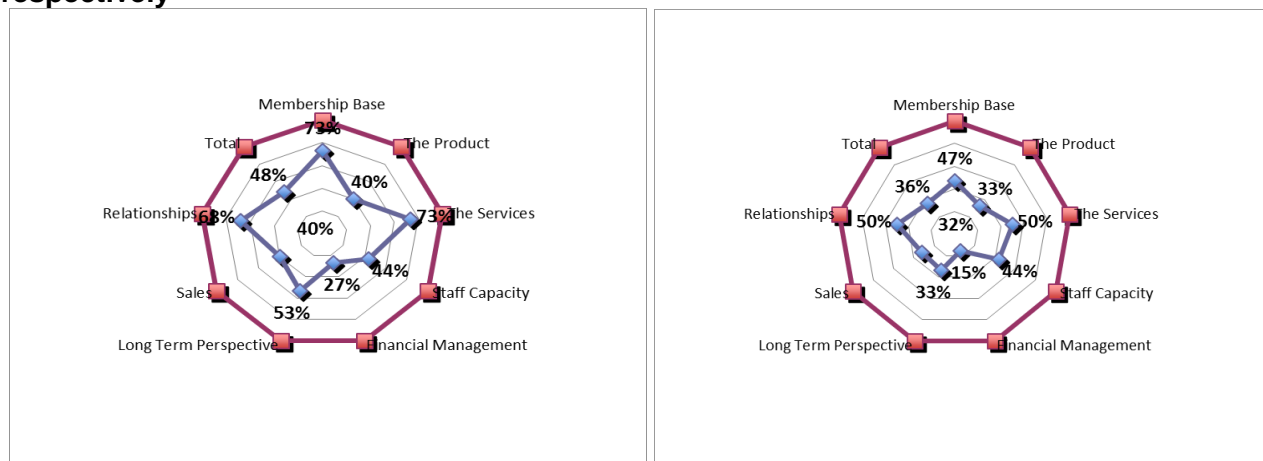 respectively
Membership Base
73%
Total
The Product
48%
40%
Relationships
68%
73%
The Services
40%
44%
27%
Sales
Staff Capacity
53%
Long Term Perspective
Financial Management
Membership Base
Total
The Product
47%
36%
33%
Relationships
50%
32%
50%
The Services
44%
15%
Sales
33%
Staff Capacity
Long Term Perspective
Financial Management